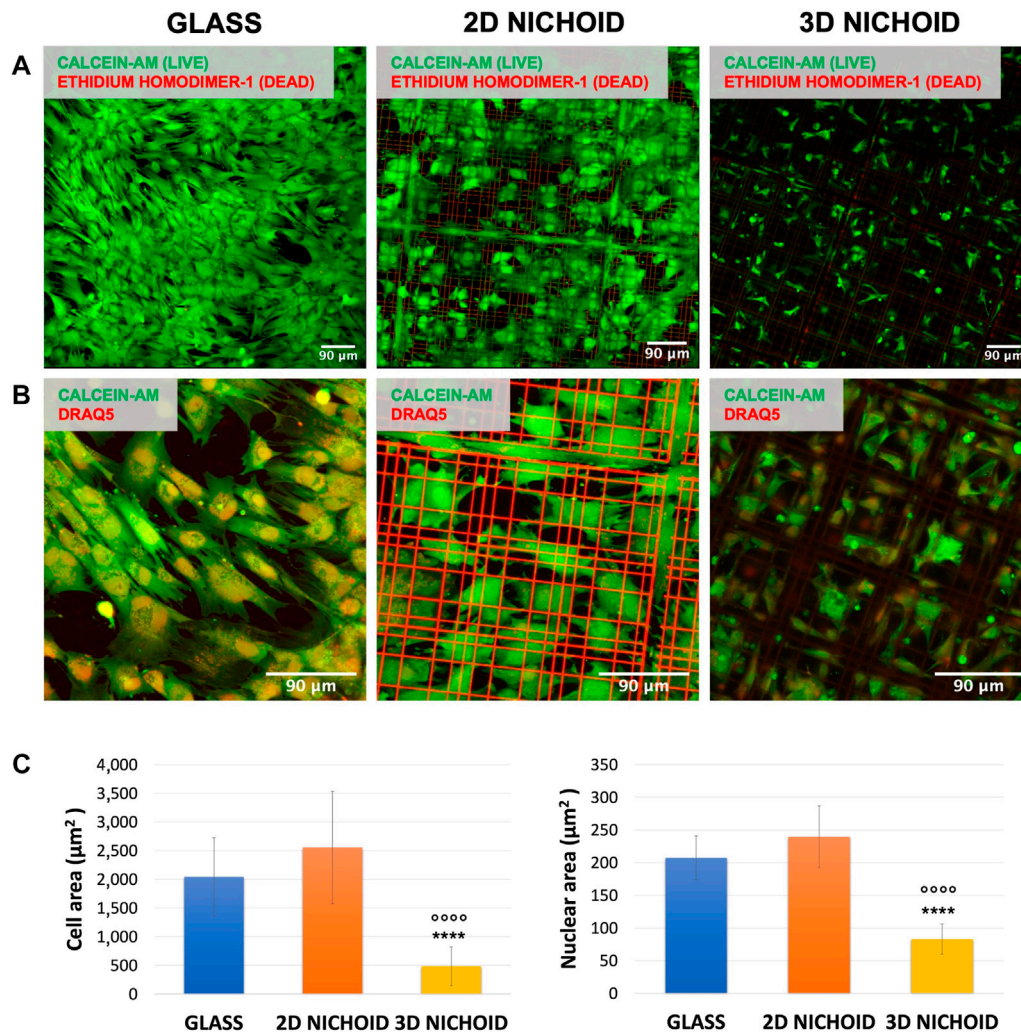 GLASS
2D NICHOID
3D NICHOID
A
CALCEIN-AM (LIVE)
ETHIDIUM HOMODIMER-1 (DEAD)
90 µm
CALCEIN-AM (LIVE)
ETHIDIUM HOMODIMER-1 (DEAD)
90 µm
CALCEIN-AM (LIVE)
ETHIDIUM HOMODIMER-1 (DEAD)
90 µm
B
CALCEIN-AM
DRAQ5
90 µm
CALCEIN-AM
DRAQ5
90 µm
CALCEIN-AM
DRAQ5
90 µm
C
Cell area (µm²)
4,000
3,500
3,000
2,500
2,000
1,500
1,000
500
0
°°°°
****
GLASS
2D NICHOID
3D NICHOID
Nuclear area (µm²)
350
300
250
200
150
100
50
0
°°°°
****
GLASS
2D NICHOID
3D NICHOID